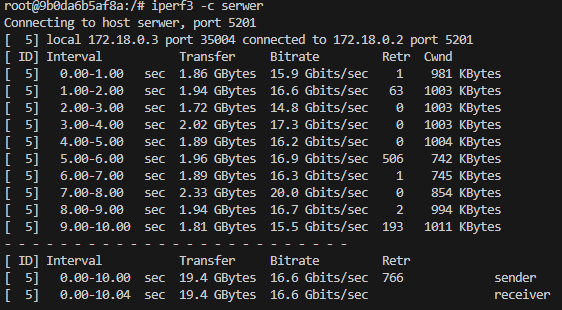 root@9b0da6b5af8a:/# iperf3 -c serwer
Connecting to host serwer, port 5201
[  5] local 172.18.0.3 port 35004 connected to 172.18.0.2 port 5201
[ ID] Interval           Transfer     Bitrate         Retr  Cwnd
[  5]   0.00-1.00   sec  1.86 GBytes  15.9 Gbits/sec    1    981 KBytes
[  5]   1.00-2.00   sec  1.94 GBytes  16.6 Gbits/sec   63   1003 KBytes
[  5]   2.00-3.00   sec  1.72 GBytes  14.8 Gbits/sec    0   1003 KBytes
[  5]   3.00-4.00   sec  2.02 GBytes  17.3 Gbits/sec    0   1003 KBytes
[  5]   4.00-5.00   sec  1.89 GBytes  16.2 Gbits/sec    0   1004 KBytes
[  5]   5.00-6.00   sec  1.96 GBytes  16.9 Gbits/sec  506    742 KBytes
[  5]   6.00-7.00   sec  1.89 GBytes  16.3 Gbits/sec    1    745 KBytes
[  5]   7.00-8.00   sec  2.33 GBytes  20.0 Gbits/sec    0    854 KBytes
[  5]   8.00-9.00   sec  1.94 GBytes  16.7 Gbits/sec    2    994 KBytes
[  5]   9.00-10.00  sec  1.81 GBytes  15.5 Gbits/sec  193   1011 KBytes
- - - - - - - - - - - - - - - - - - - - - - - - -
[ ID] Interval           Transfer     Bitrate         Retr
[  5]   0.00-10.00  sec  19.4 GBytes  16.6 Gbits/sec  766             sender
[  5]   0.00-10.04  sec  19.4 GBytes  16.6 Gbits/sec                  receiver